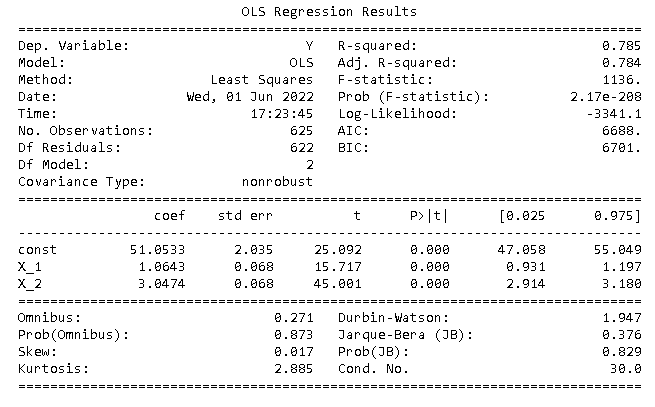 OLS Regression Results
==============================================================================
Dep. Variable:                      Y   R-squared:                       0.785
Model:                            OLS   Adj. R-squared:                  0.784
Method:                 Least Squares   F-statistic:                     1136.
Date:                Wed, 01 Jun 2022   Prob (F-statistic):          2.17e-208
Time:                        17:23:45   Log-Likelihood:                -3341.1
No. Observations:                 625   AIC:                             6688.
Df Residuals:                     622   BIC:                             6701.
Df Model:                           2
Covariance Type:            nonrobust
==============================================================================
                 coef    std err          t      P>|t|      [0.025      0.975]
------------------------------------------------------------------------------
const         51.0533      2.035     25.092      0.000      47.058      55.049
X_1            1.0643      0.068     15.717      0.000       0.931       1.197
X_2            3.0474      0.068     45.001      0.000       2.914       3.180
==============================================================================
Omnibus:                        0.271   Durbin-Watson:                   1.947
Prob(Omnibus):                  0.873   Jarque-Bera (JB):                0.376
Skew:                           0.017   Prob(JB):                        0.829
Kurtosis:                       2.885   Cond. No.                         30.0
==============================================================================